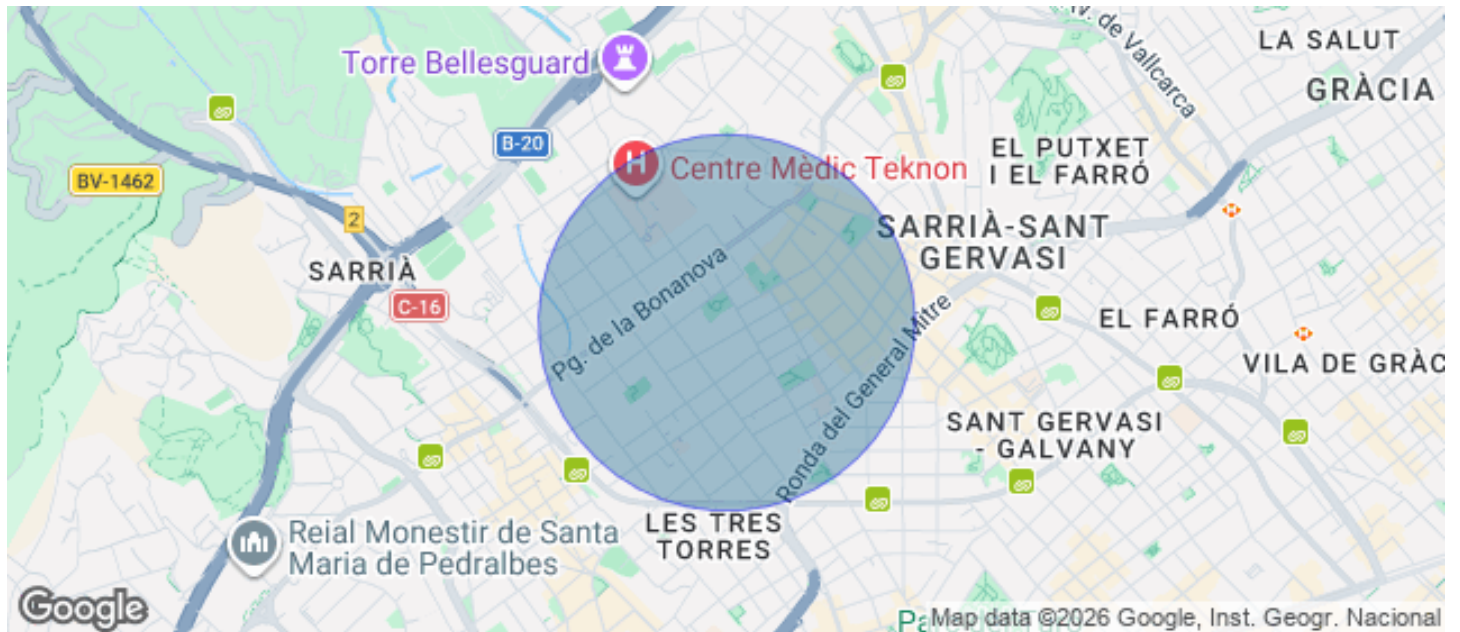 Av. de Vallcarca
LA SALUT
GRÀCIA
Torre Bellesguard
B-20
H
Centre Mèdic Teknon
EL PUTXET
I EL FARRÓ
BV-1462
2
SARRIÀ-SANT
GERVASI
SARRIÀ
C-16
Pg. de la Bonanova
EL FARRÓ
VILA DE GRÀC
Ronda del General Mitre
SANT GERVASI
- GALVANY
LES TRES
TORRES
Reial Monestir de Santa
Maria de Pedralbes
Google
Map data ©2026 Google, Inst. Geogr. Nacional